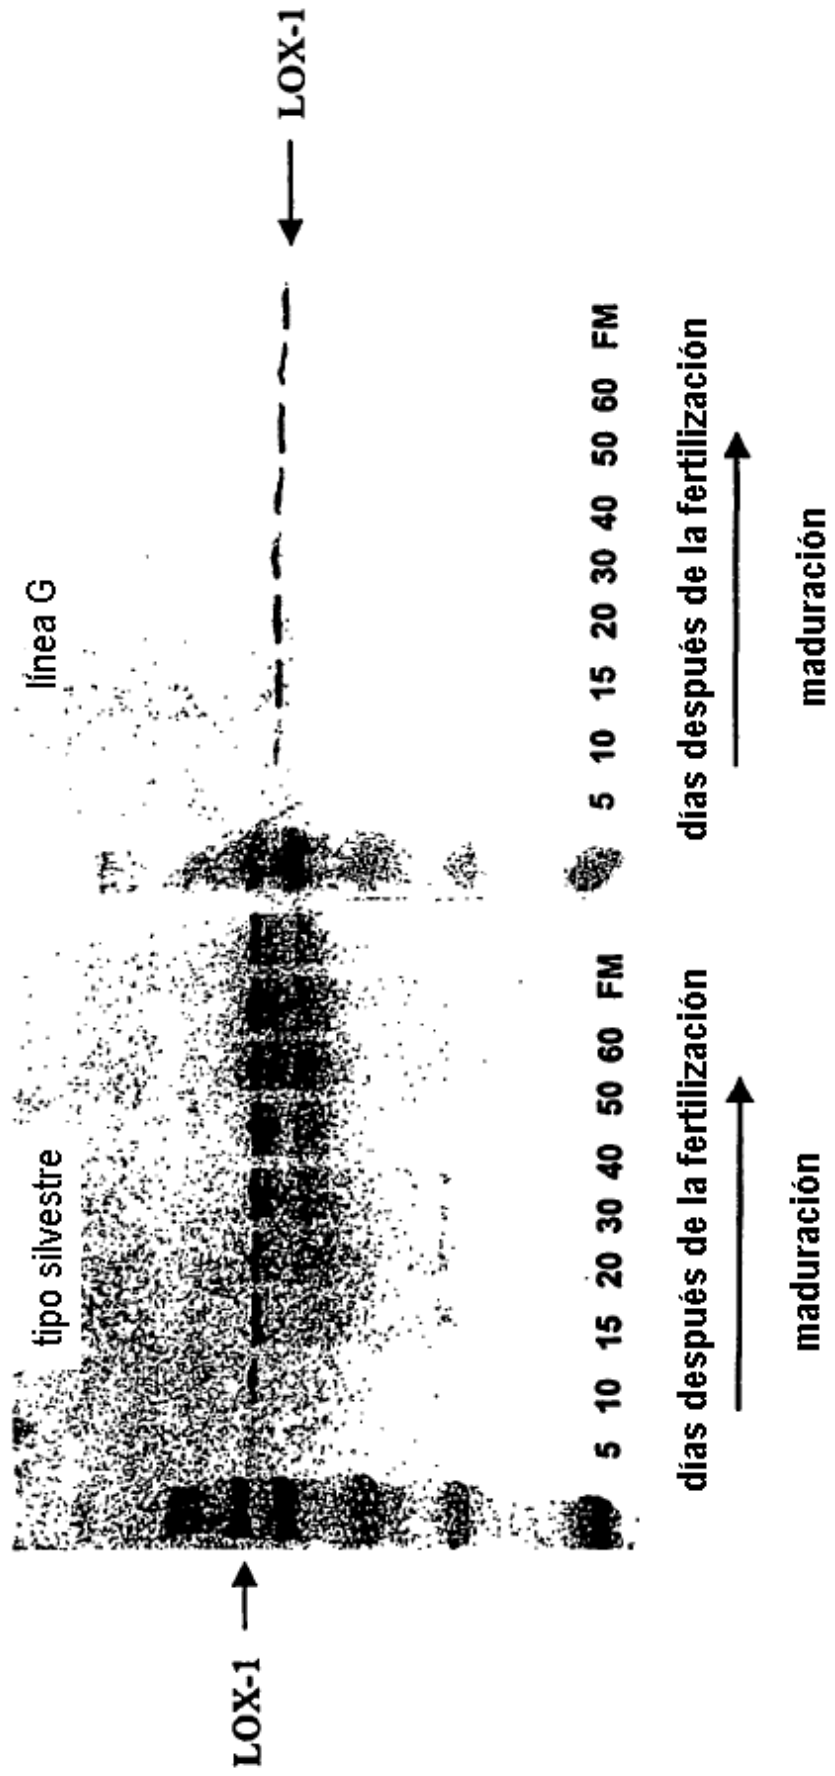 tipo silvestre
línea G
LOX-1
LOX-1
5 10 15 20 30 40 50 60 FM
5 10 15 20 30 40 50 60 FM
días después de la fertilización
días después de la fertilización
maduración
maduración